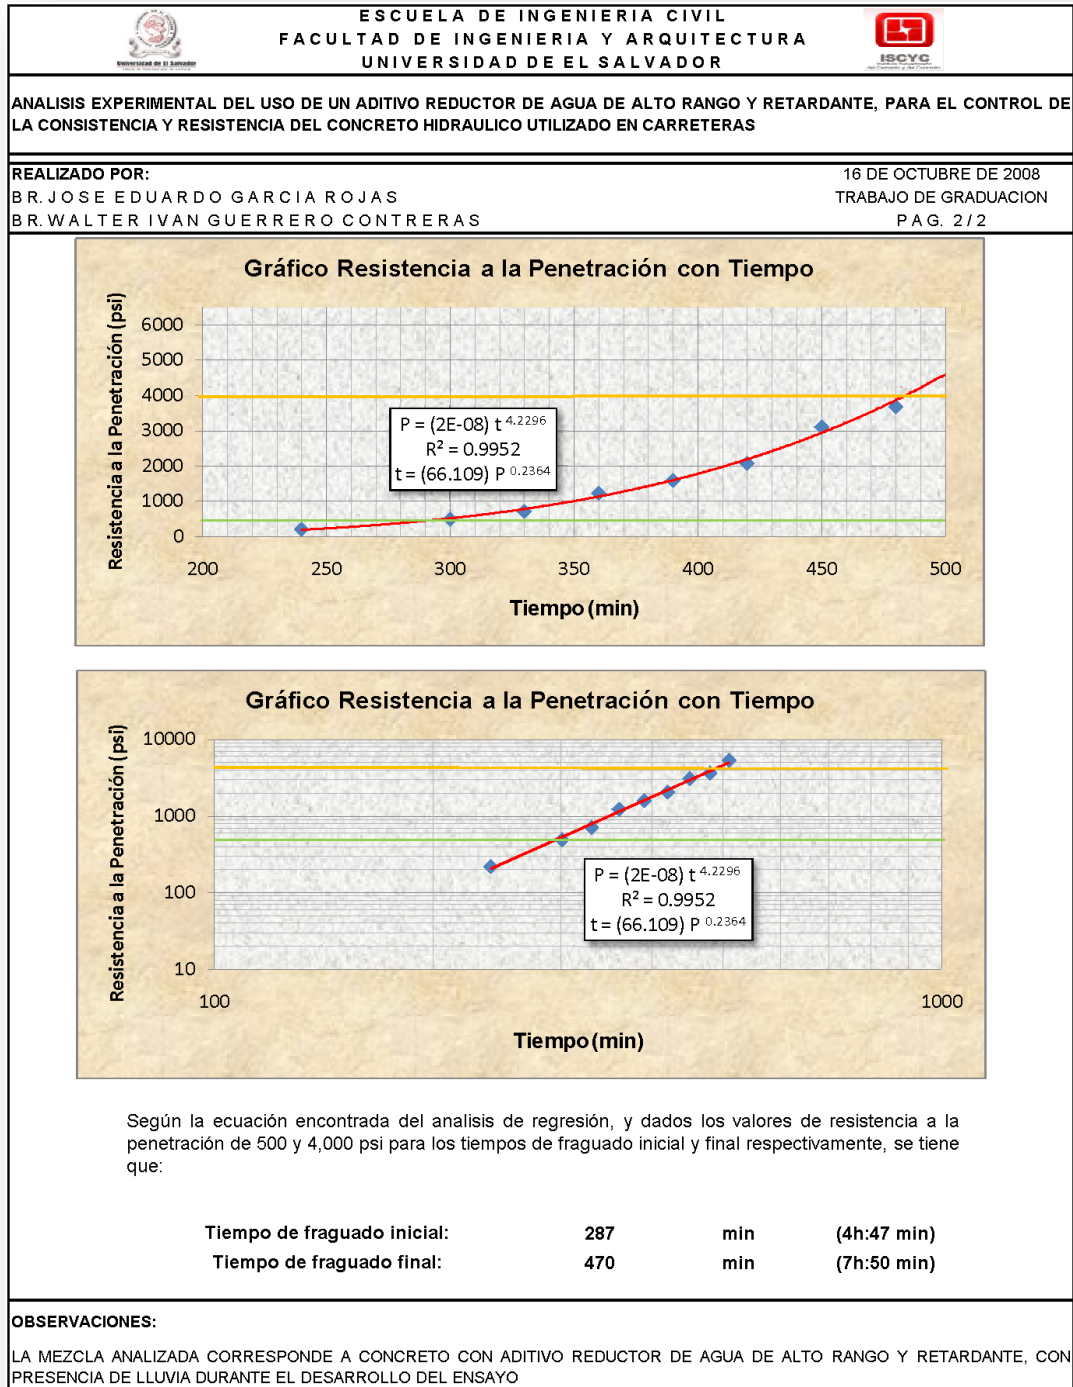 ESCUELA DE INGENIERIA CIVIL
FACULTAD DE INGENIERIA Y ARQUITECTURA
UNIVERSIDAD DE EL SALVADOR
Universidad de El Salvador
ISCYC
ANALISIS EXPERIMENTAL DEL USO DE UN ADITIVO REDUCTOR DE AGUA DE ALTO RANGO Y RETARDANTE, PARA EL CONTROL DE
LA CONSISTENCIA Y RESISTENCIA DEL CONCRETO HIDRAULICO UTILIZADO EN CARRETERAS
REALIZADO POR:
16 DE OCTUBRE DE 2008
BR. JOSE EDUARDO GARCIA ROJAS
TRABAJO DE GRADUACION
BR. WALTER IVAN GUERRERO CONTRERAS
PAG. 2/2
Gráfico Resistencia a la Penetración con Tiempo
Resistencia a la Penetración (psi)
6000
5000
4000
3000
2000
1000
0
P = (2E-08) t 4.2296
R² = 0.9952
t = (66.109) P 0.2364
200 250 300 350 400 450 500
Tiempo (min)
Gráfico Resistencia a la Penetración con Tiempo
Resistencia a la Penetración (psi)
10000
1000
100
10
P = (2E-08) t 4.2296
R² = 0.9952
t = (66.109) P 0.2364
100 1000
Tiempo (min)
Según la ecuación encontrada del analisis de regresión, y dados los valores de resistencia a la
penetración de 500 y 4,000 psi para los tiempos de fraguado inicial y final respectivamente, se tiene
que:
Tiempo de fraguado inicial: 287 min (4h:47 min)
Tiempo de fraguado final: 470 min (7h:50 min)
OBSERVACIONES:
LA MEZCLA ANALIZADA CORRESPONDE A CONCRETO CON ADITIVO REDUCTOR DE AGUA DE ALTO RANGO Y RETARDANTE, CON
PRESENCIA DE LLUVIA DURANTE EL DESARROLLO DEL ENSAYO